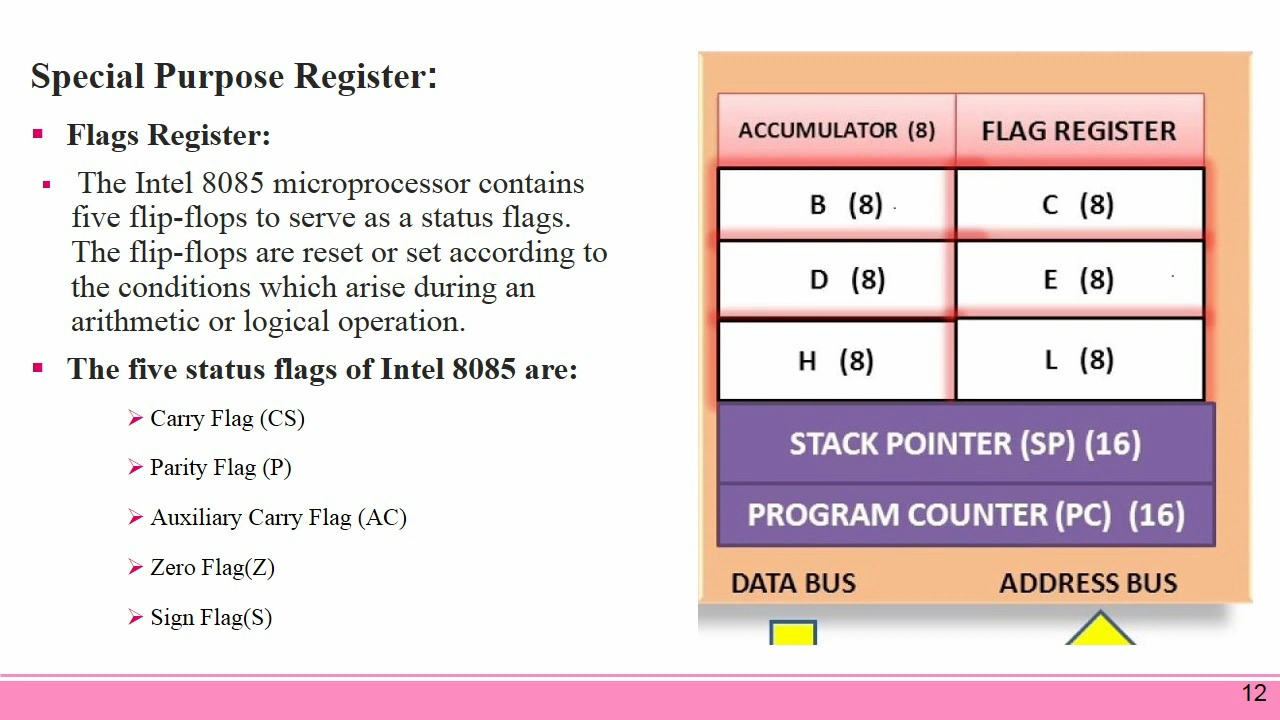 Special Purpose Register:
Flags Register:
The Intel 8085 microprocessor contains
five flip-flops to serve as a status flags.
The flip-flops are reset or set according to
the conditions which arise during an
arithmetic or logical operation.
The five status flags of Intel 8085 are:
Carry Flag (CS)
Parity Flag (P)
Auxiliary Carry Flag (AC)
Zero Flag(Z)
Sign Flag(S)
ACCUMULATOR (8) FLAG REGISTER
B (8) C (8)
D (8) E (8)
H (8) L (8)
STACK POINTER (SP) (16)
PROGRAM COUNTER (PC) (16)
DATA BUS ADDRESS BUS
12